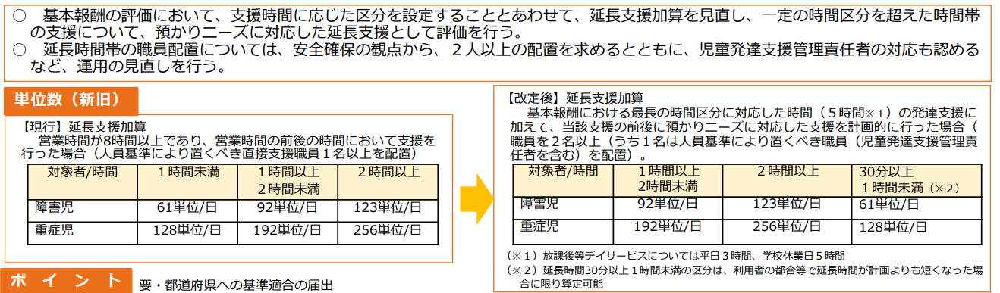 ○ 基本報酬の評価において、支援時間に応じた区分を設定することとあわせて、延長支援加算を見直し、一定の時間区分を超えた時間帯
の支援について、預かりニーズに対応した延長支援として評価を行う。
○ 延長時間帯の職員配置については、安全確保の観点から、２人以上の配置を求めるとともに、児童発達支援管理責任者の対応も認める
など、運用の見直しを行う。
単位数（新旧）
【現行】延長支援加算
営業時間が8時間以上であり、営業時間の前後の時間において支援を
行った場合（人員基準により置くべき直接支援職員１名以上を配置）
対象者/時間 １時間未満 １時間以上 ２時間以上
２時間未満
障害児 61単位/日 92単位/日 123単位/日
重症児 128単位/日 192単位/日 256単位/日
【改定後】延長支援加算
基本報酬における最長の時間区分に対応した時間（５時間※１）の発達支援に
加えて、当該支援の前後に預かりニーズに対応した支援を計画的に行った場合（
職員を２名以上（うち１名は人員基準により置くべき職員（児童発達支援管理責
任者を含む）を配置）。
対象者/時間 １時間以上 ２時間以上 30分以上
2時間未満 １時間未満（※２）
障害児 92単位/日 123単位/日 61単位/日
重症児 192単位/日 256単位/日 128単位/日
（※１）放課後等デイサービスについては平日３時間、学校休業日５時間
（※２）延長時間30分以上１時間未満の区分は、利用者の都合等で延長時間が計画よりも短くなった場
合に限り算定可能
ポイント 要・都道府県への基準適合の届出